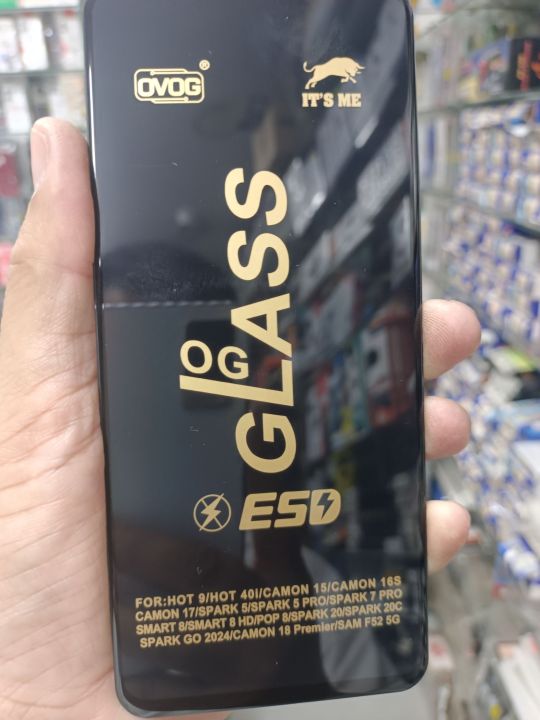 OVOG®
IT'S ME
OG
GLASS
ESD
FOR:HOT 9/HOT 40I/CAMON 15/CAMON 16S
CAMON 17/SPARK 5/SPARK 5 PRO/SPARK 7 PRO
SMART 8/SMART 8 HD/POP 8/SPARK 20/SPARK 20C
SPARK GO 2024/CAMON 18 Premier/SAM F52 5G